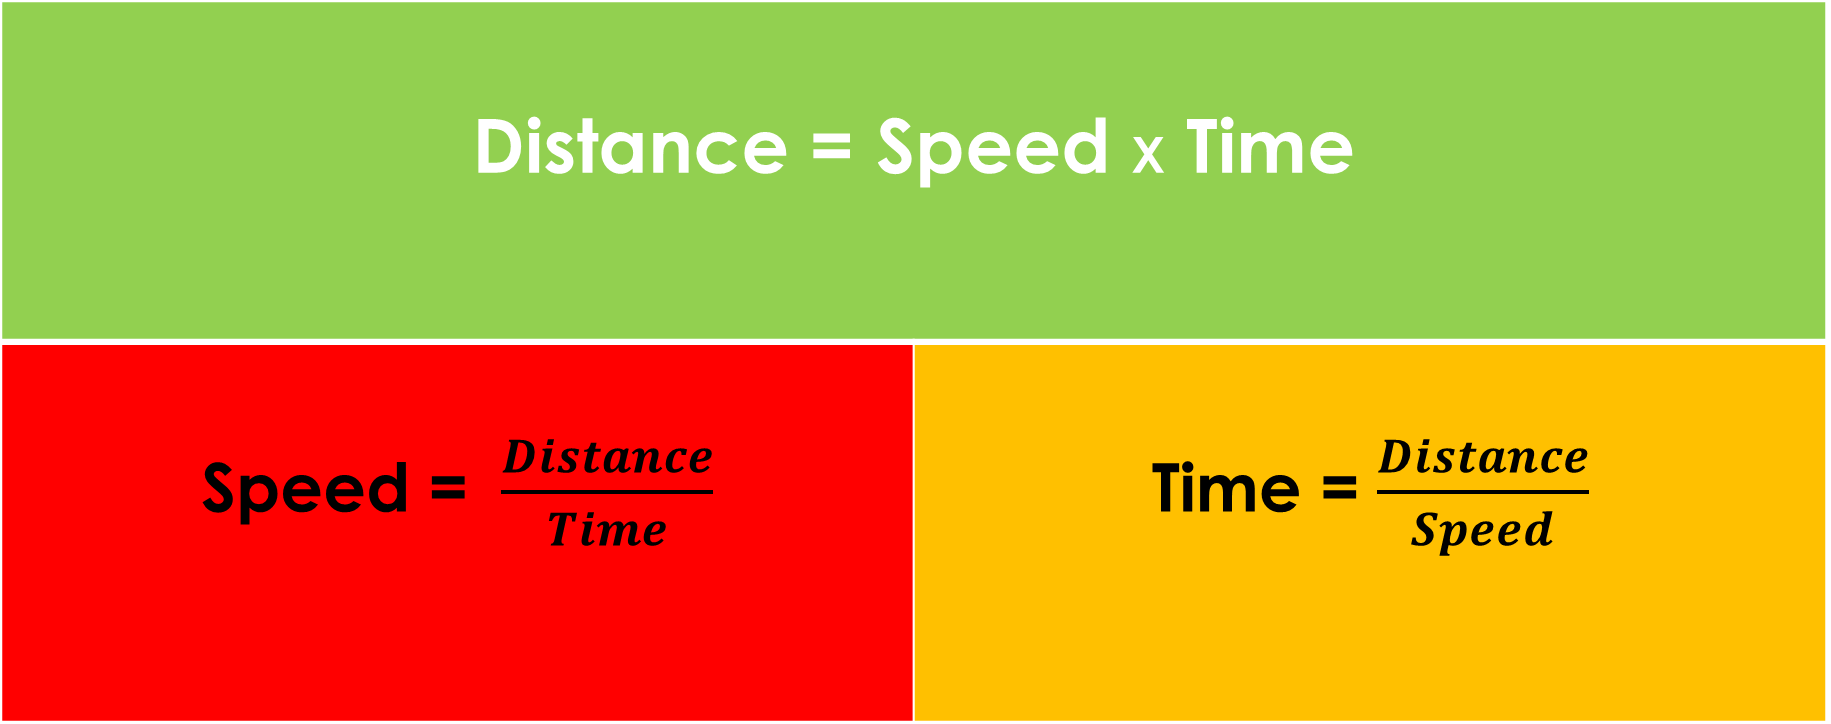 Distance = Speed x Time
Speed = Distance / Time
Time = Distance / Speed